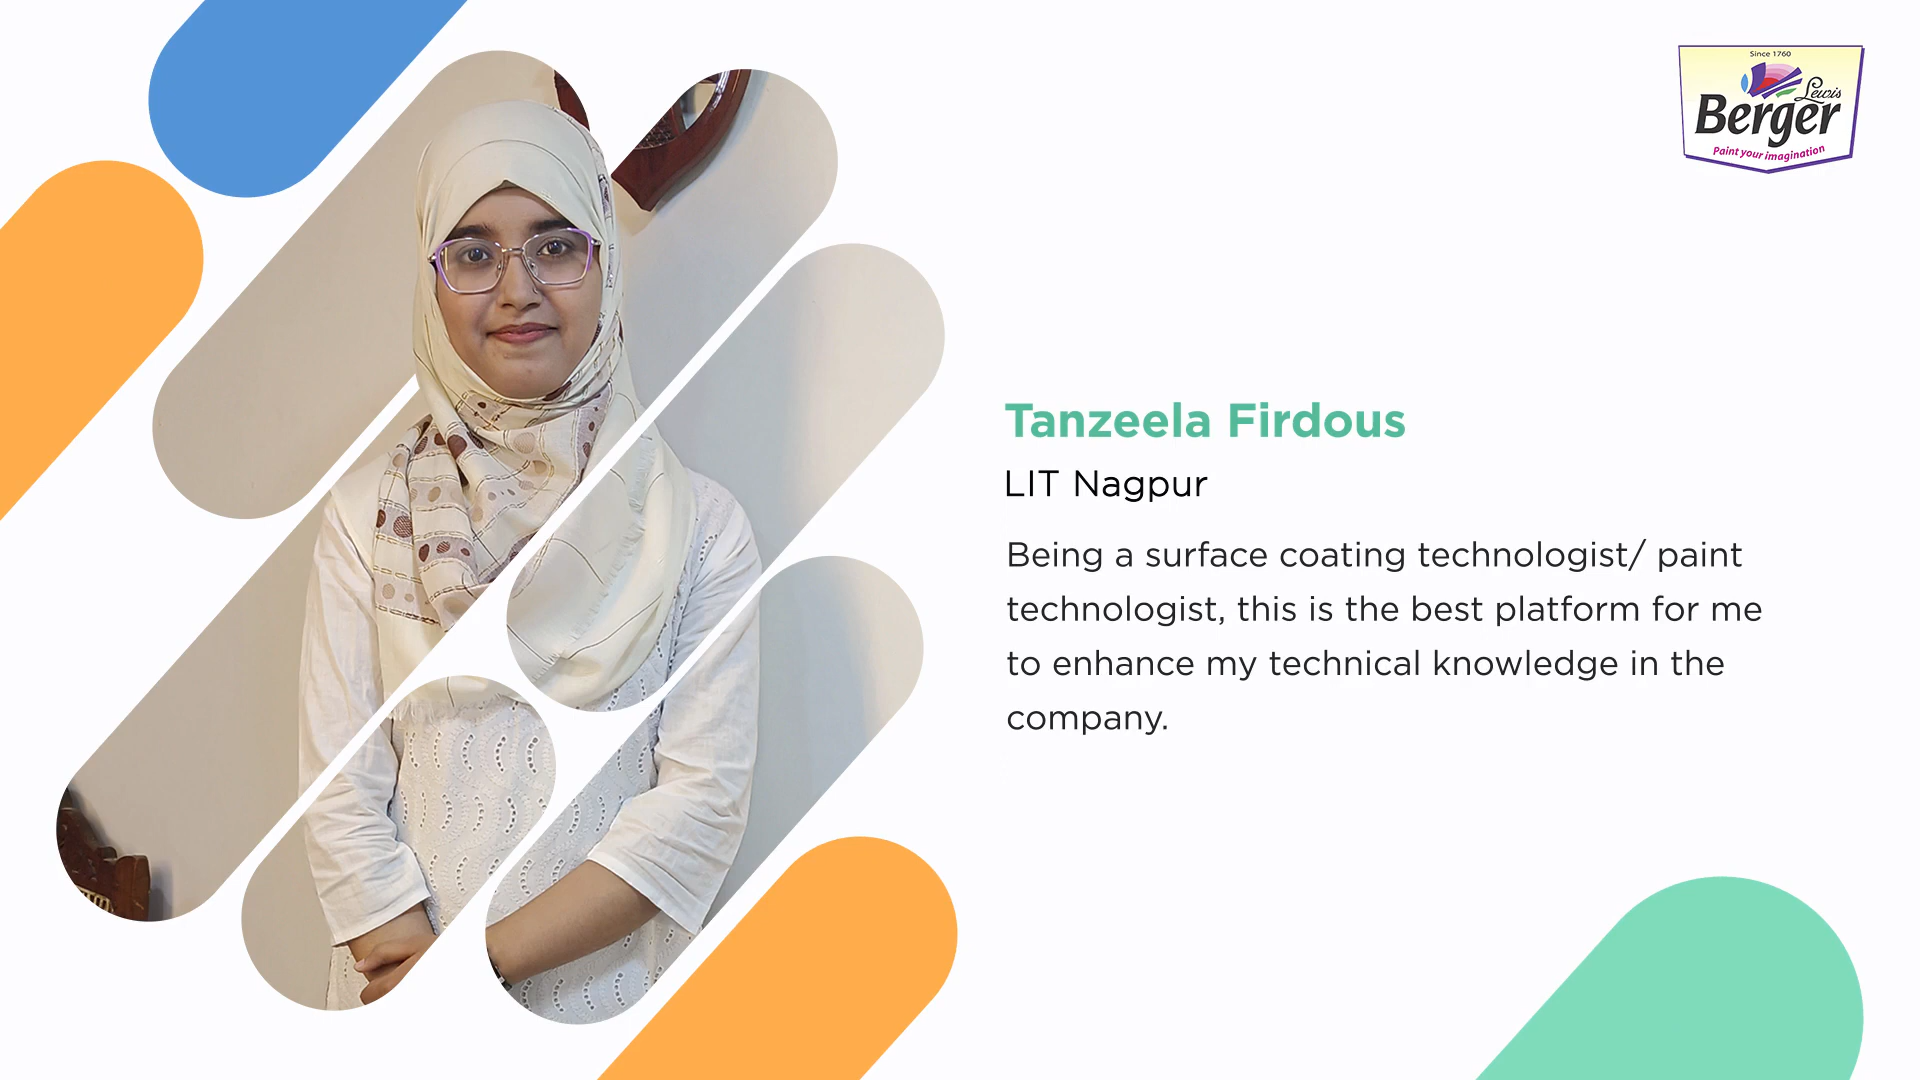 Since 1760
Lewis
Berger
Paint your imagination
Tanzeela Firdous
LIT Nagpur
Being a surface coating technologist/ paint
technologist, this is the best platform for me
to enhance my technical knowledge in the
company.